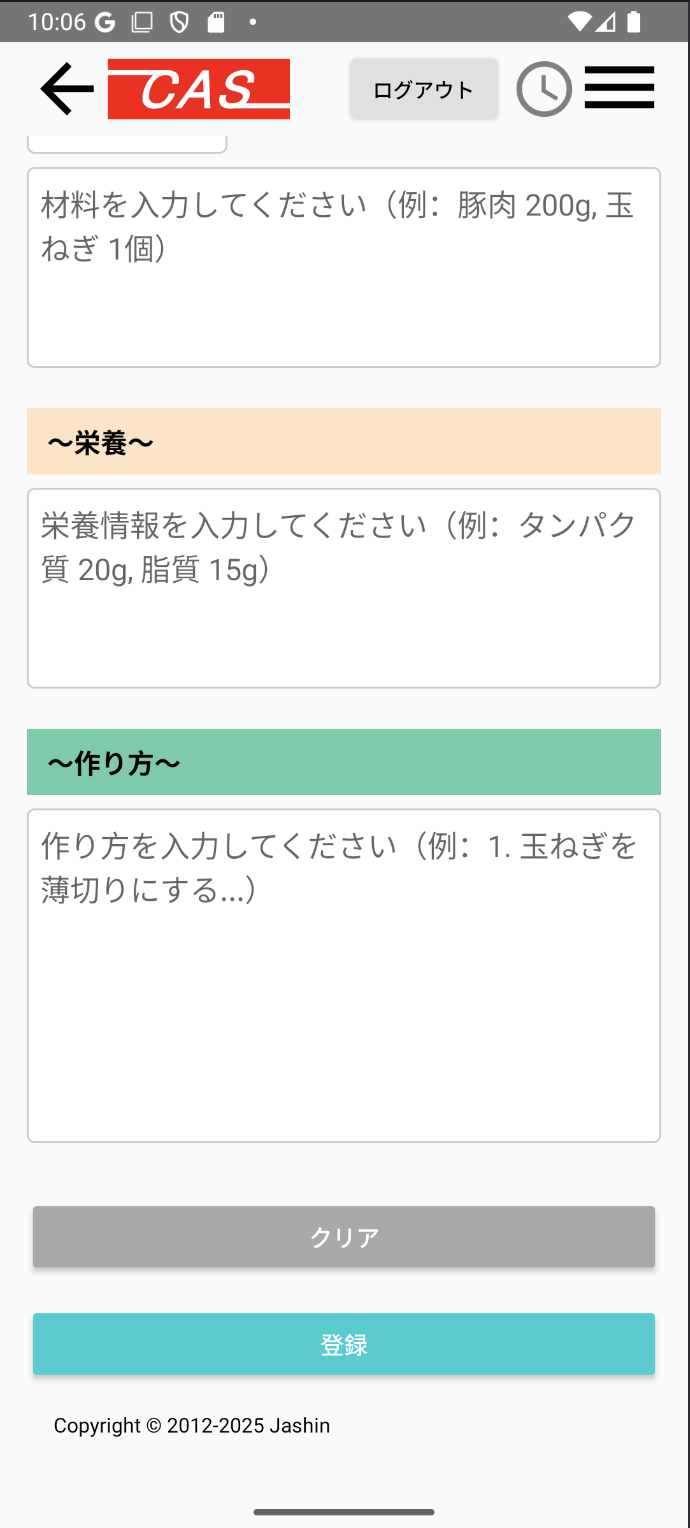 10:06
CAS
ログアウト
材料を入力してください（例：豚肉 200g, 玉
ねぎ 1個）
〜栄養〜
栄養情報を入力してください（例：タンパク
質 20g, 脂質 15g）
〜作り方〜
作り方を入力してください（例：1. 玉ねぎを
薄切りにする...）
クリア
登録
Copyright © 2012-2025 Jashin